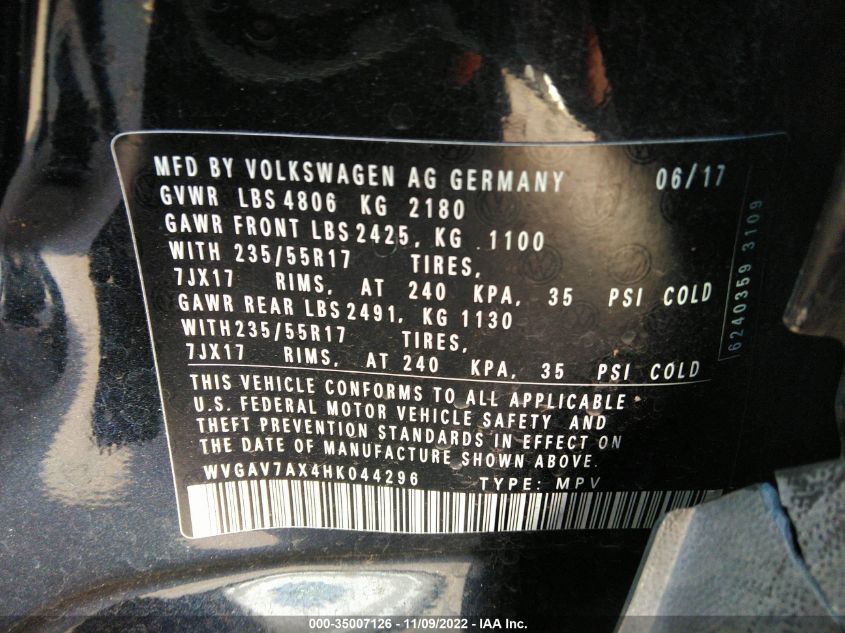 MFD BY VOLKSWAGEN AG GERMANY 06/17
GVWR LBS 4806 KG 2180
GAWR FRONT LBS 2425, KG .1100
WITH 235/55R17 TIRES,
7JX17 RIMS, AT 240 KPA, 35 PSI COLD
GAWR REAR LBS 2491, KG 1130
WITH 235/55R17 TIRES,
7JX17 RIMS, AT 240 KPA, 35 PSI COLD
THIS VEHICLE CONFORMS TO ALL APPLICABLE
U.S. FEDERAL MOTOR VEHICLE SAFETY AND
THEFT PREVENTION STANDARDS IN EFFECT ON
THE DATE OF MANUFACTURE SHOWN ABOVE.
WVGAV7AX4HK044296 TYPE: MPV
6240359 3109
000-35007126 - 11/09/2022 - IAA Inc.